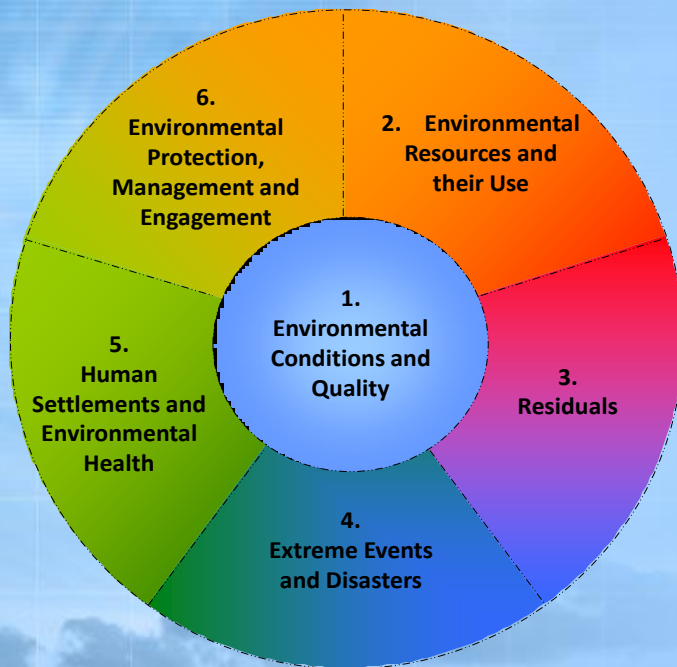 1.
Environmental
Conditions and
Quality
2. Environmental
Resources and
their Use
3.
Residuals
4.
Extreme Events
and Disasters
5.
Human
Settlements and
Environmental
Health
6.
Environmental
Protection,
Management and
Engagement